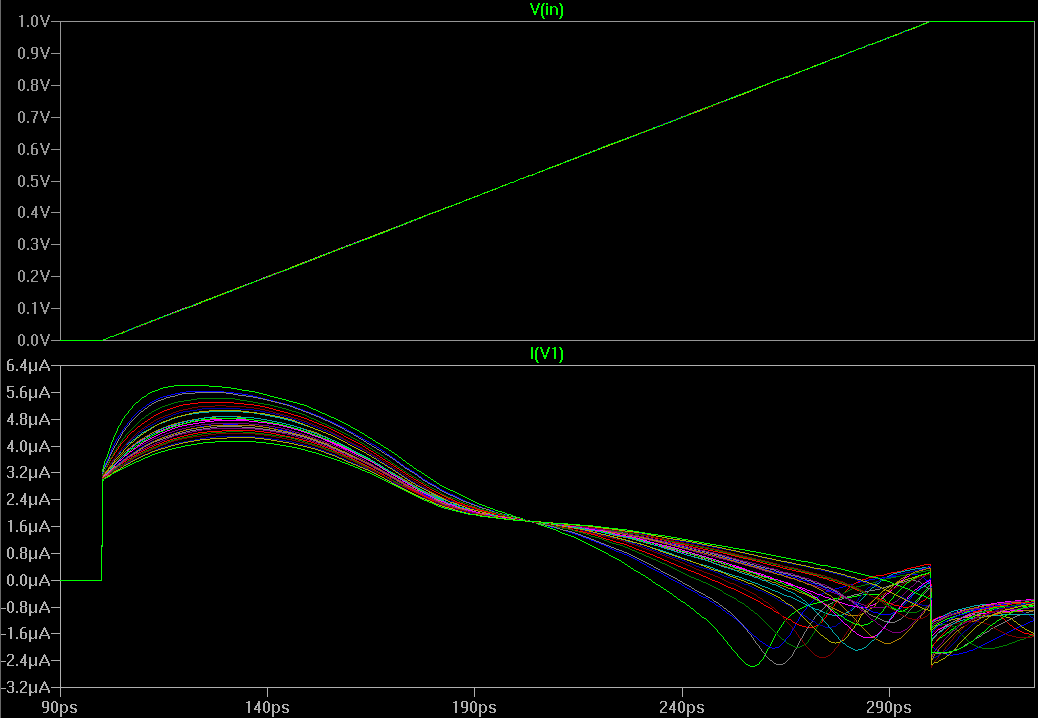 V(in)
1.0V
0.9V
0.8V
0.7V
0.6V
0.5V
0.4V
0.3V
0.2V
0.1V
0.0V
I(V1)
6.4µA
5.6µA
4.8µA
4.0µA
3.2µA
2.4µA
1.6µA
0.8µA
0.0µA
-0.8µA
-1.6µA
-2.4µA
-3.2µA
90ps 140ps 190ps 240ps 290ps